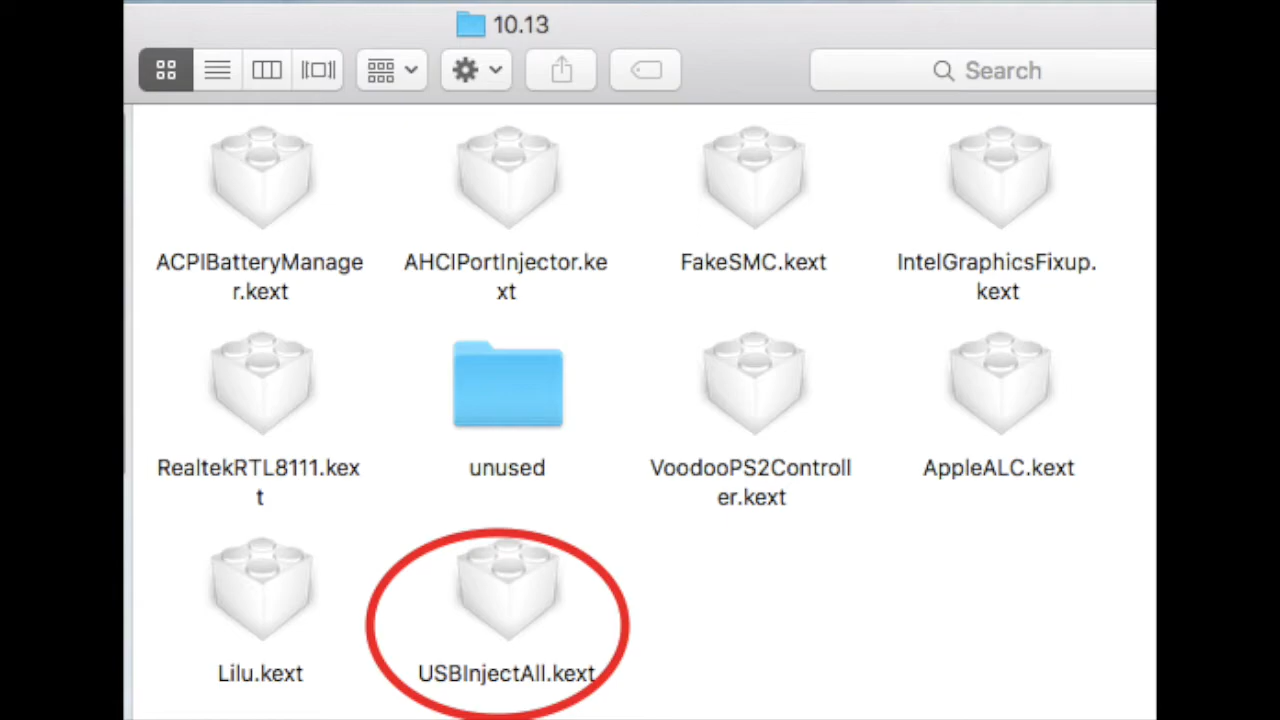 10.13
Search
ACPIBatteryManage
r.kext
AHCIPortInjector.ke
xt
FakeSMC.kext
IntelGraphicsFixup.
kext
RealtekRTL8111.kex
t
unused
VoodooPS2Controll
er.kext
AppleALC.kext
Lilu.kext
USBInjectAll.kext